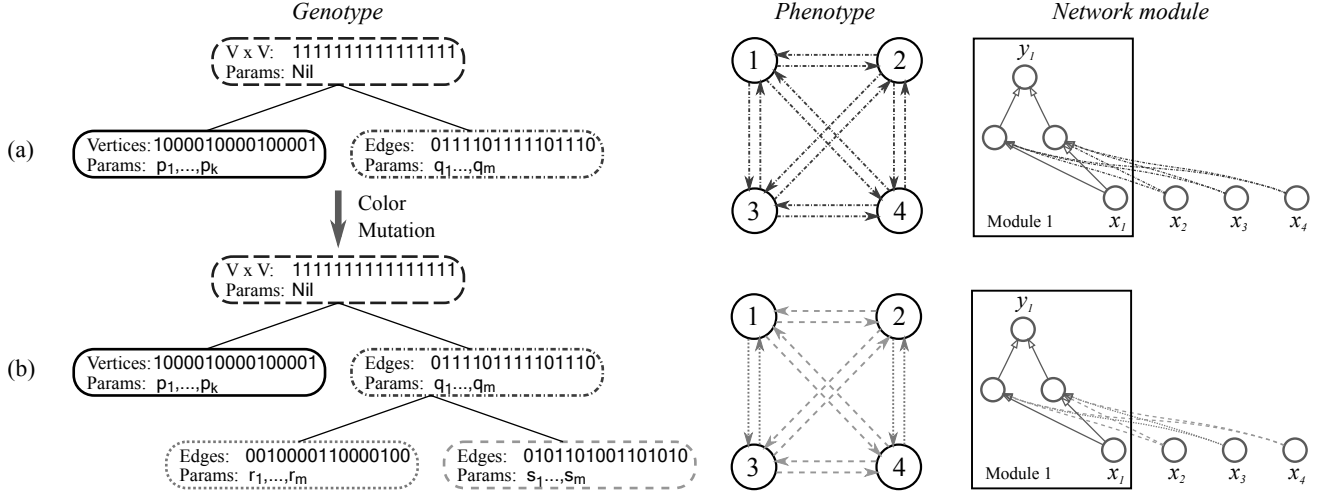 Genotype
Phenotype
Network module
(a)
V x V: 1111111111111111
Params: Nil
Vertices: 1000010000100001
Params: p1,...,pk
Edges: 0111101111101110
Params: q1...,qm
Color
Mutation
1
2
3
4
y1
Module 1
x1
x2
x3
x4
(b)
V x V: 1111111111111111
Params: Nil
Vertices: 1000010000100001
Params: p1,...,pk
Edges: 0111101111101110
Params: q1...,qm
Edges: 0010000110000100
Params: r1,...,rm
Edges: 0101101001101010
Params: s1...,sm
1
2
3
4
y1
Module 1
x1
x2
x3
x4